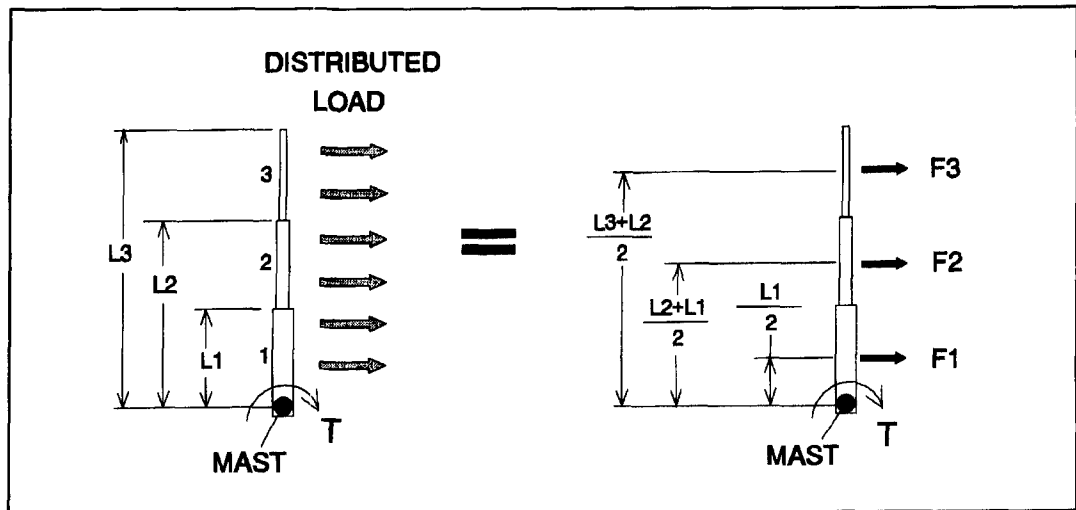 DISTRIBUTED
LOAD
3
2
1
L3
L2
L1
T
MAST
=
L3+L2
2
L2+L1
2
L1
2
F3
F2
F1
T
MAST